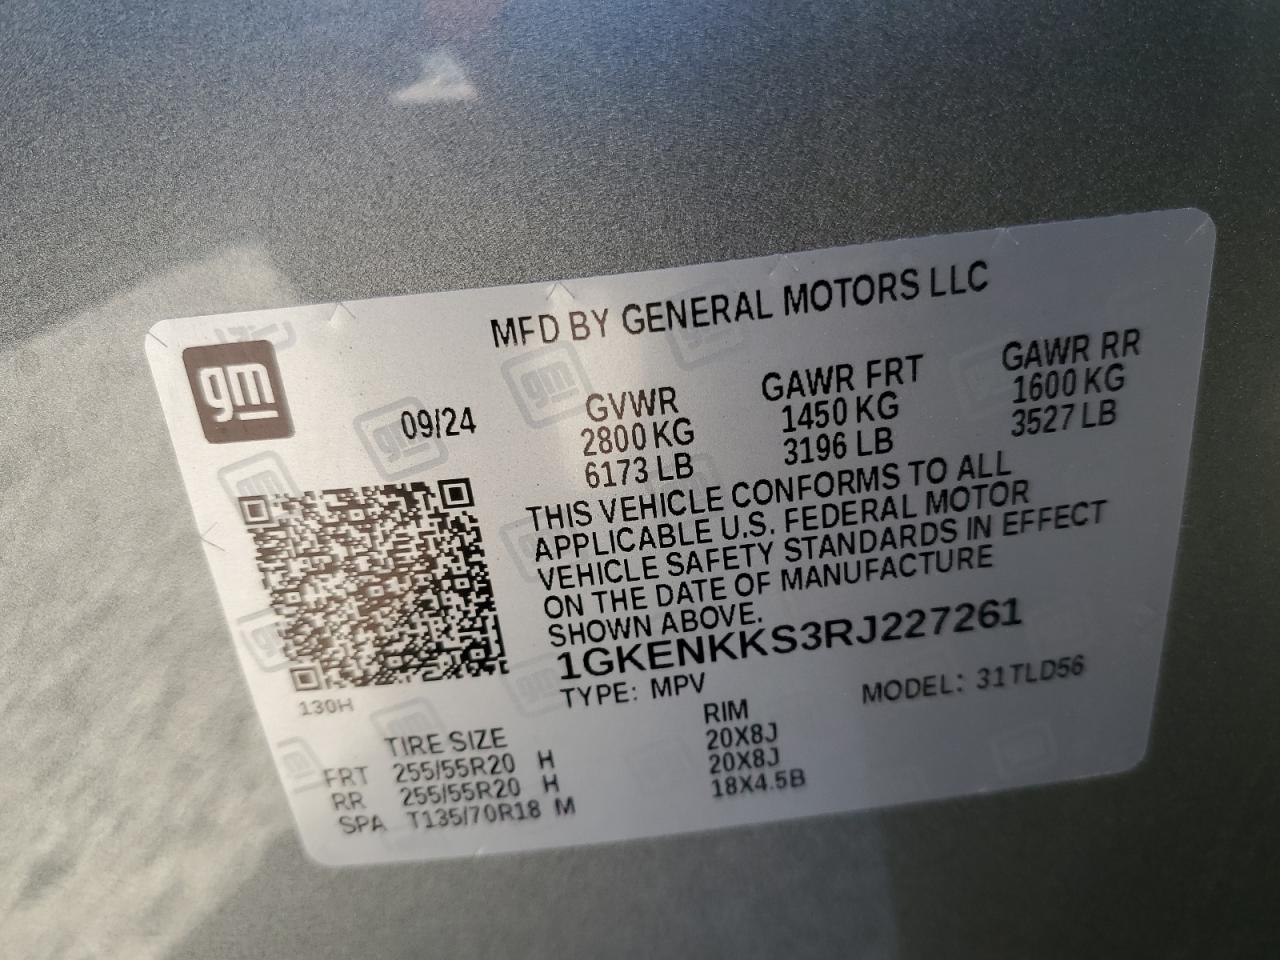 MFD BY GENERAL MOTORS LLC
gm
09/24
GVWR GAWR FRT GAWR RR
2800 KG 1450 KG 1600 KG
6173 LB 3196 LB 3527 LB
THIS VEHICLE CONFORMS TO ALL
APPLICABLE U.S. FEDERAL MOTOR
VEHICLE SAFETY STANDARDS IN EFFECT
ON THE DATE OF MANUFACTURE
SHOWN ABOVE.
1GKENKKS3RJ227261
TYPE: MPV MODEL: 31TLD56
130H
TIRE SIZE RIM
FRT 255/55R20 H 20X8J
RR 255/55R20 H 20X8J
SPA T135/70R18 M 18X4.5B